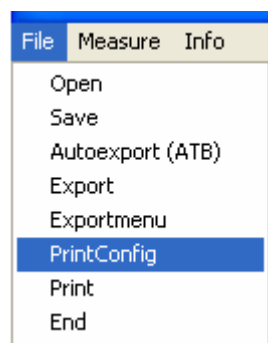 File Measure Info
Open
Save
Autoexport (ATB)
Export
Exportmenu
PrintConfig
Print
End